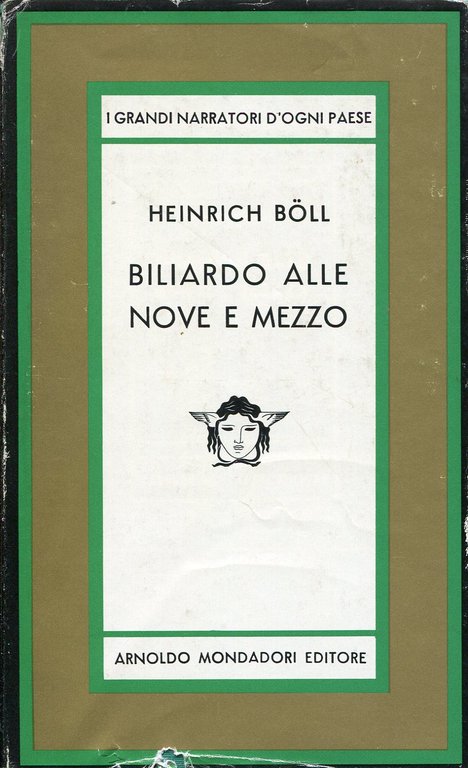 I GRANDI NARRATORI D'OGNI PAESE
HEINRICH BÖLL
BILIARDO ALLE
NOVE E MEZZO
ARNOLDO MONDADORI EDITORE